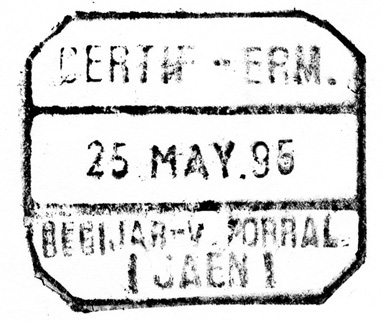 CERTIF - ERM.
25 MAY.95
BEGIJAR-V. TORRAL.
(JAEN)